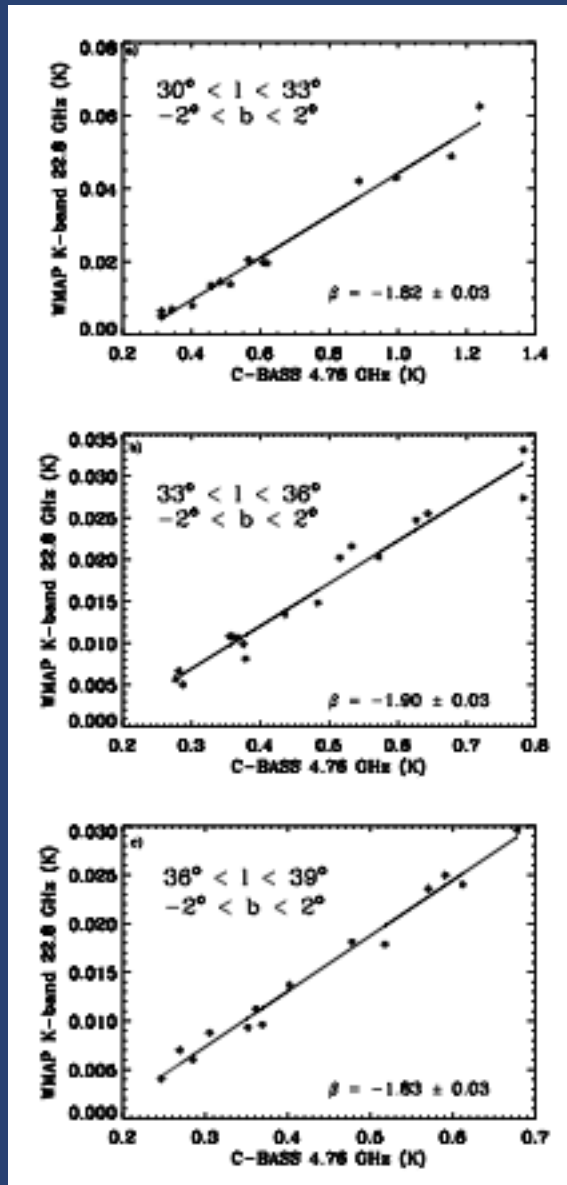 0.08
a)
30° < l < 33°
-2° < b < 2°
0.06
0.04
0.02
0.00
β = -1.82 ± 0.03
0.2 0.4 0.6 0.8 1.0 1.2 1.4
C-BASS 4.76 GHz (K)
WMAP K-band 22.8 GHz (K)
0.035
b)
33° < l < 36°
-2° < b < 2°
0.030
0.025
0.020
0.015
0.010
0.005
0.000
β = -1.90 ± 0.03
0.2 0.3 0.4 0.5 0.6 0.7 0.8
C-BASS 4.76 GHz (K)
WMAP K-band 22.8 GHz (K)
0.030
c)
36° < l < 39°
-2° < b < 2°
0.025
0.020
0.015
0.010
0.005
0.000
β = -1.83 ± 0.03
0.2 0.3 0.4 0.5 0.6 0.7
C-BASS 4.76 GHz (K)
WMAP K-band 22.8 GHz (K)